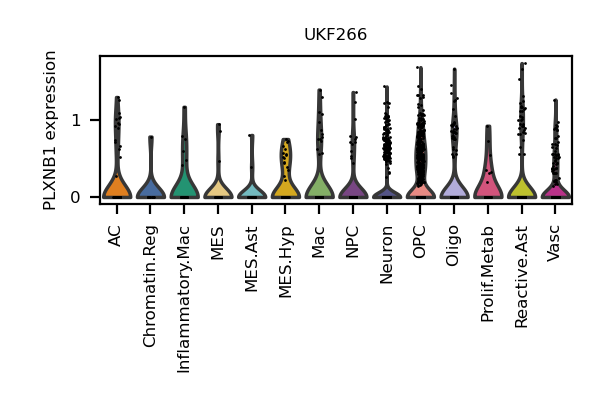 UKF266
PLXNB1 expression
1
0
AC
Chromatin.Reg
Inflammatory.Mac
MES
MES.Ast
MES.Hyp
Mac
NPC
Neuron
OPC
Oligo
Prolif.Metab
Reactive.Ast
Vasc